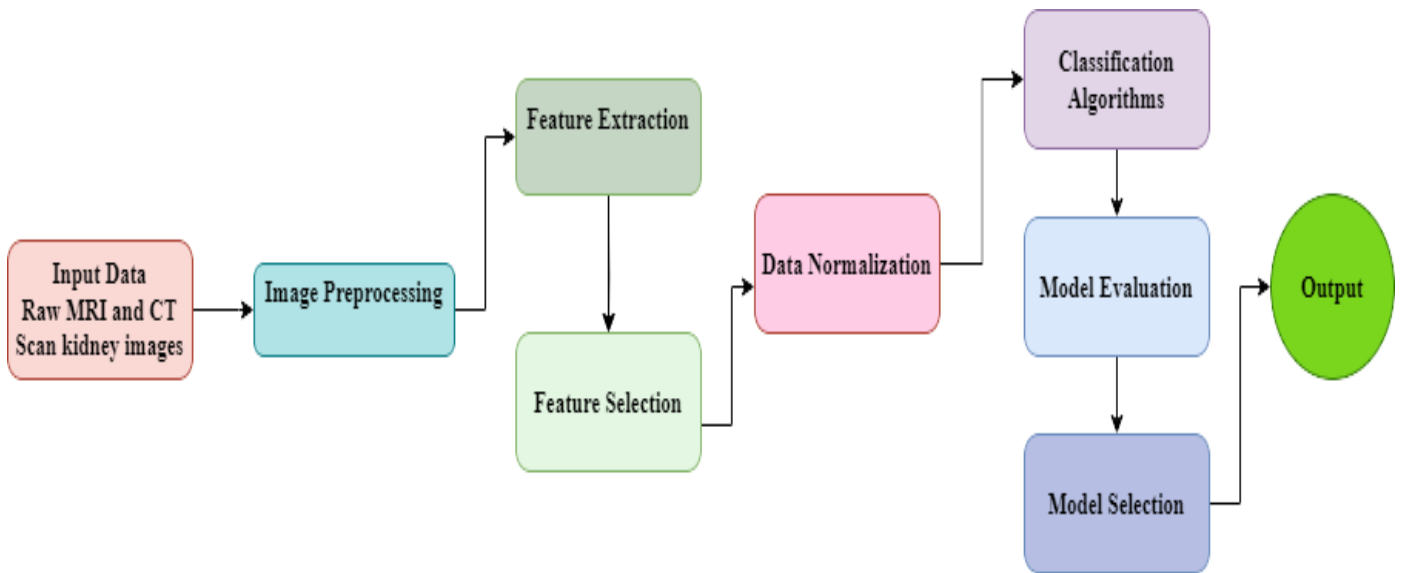 Input Data
Raw MRI and CT
Scan kidney images
Image Preprocessing
Feature Extraction
Feature Selection
Data Normalization
Classification
Algorithms
Model Evaluation
Model Selection
Output